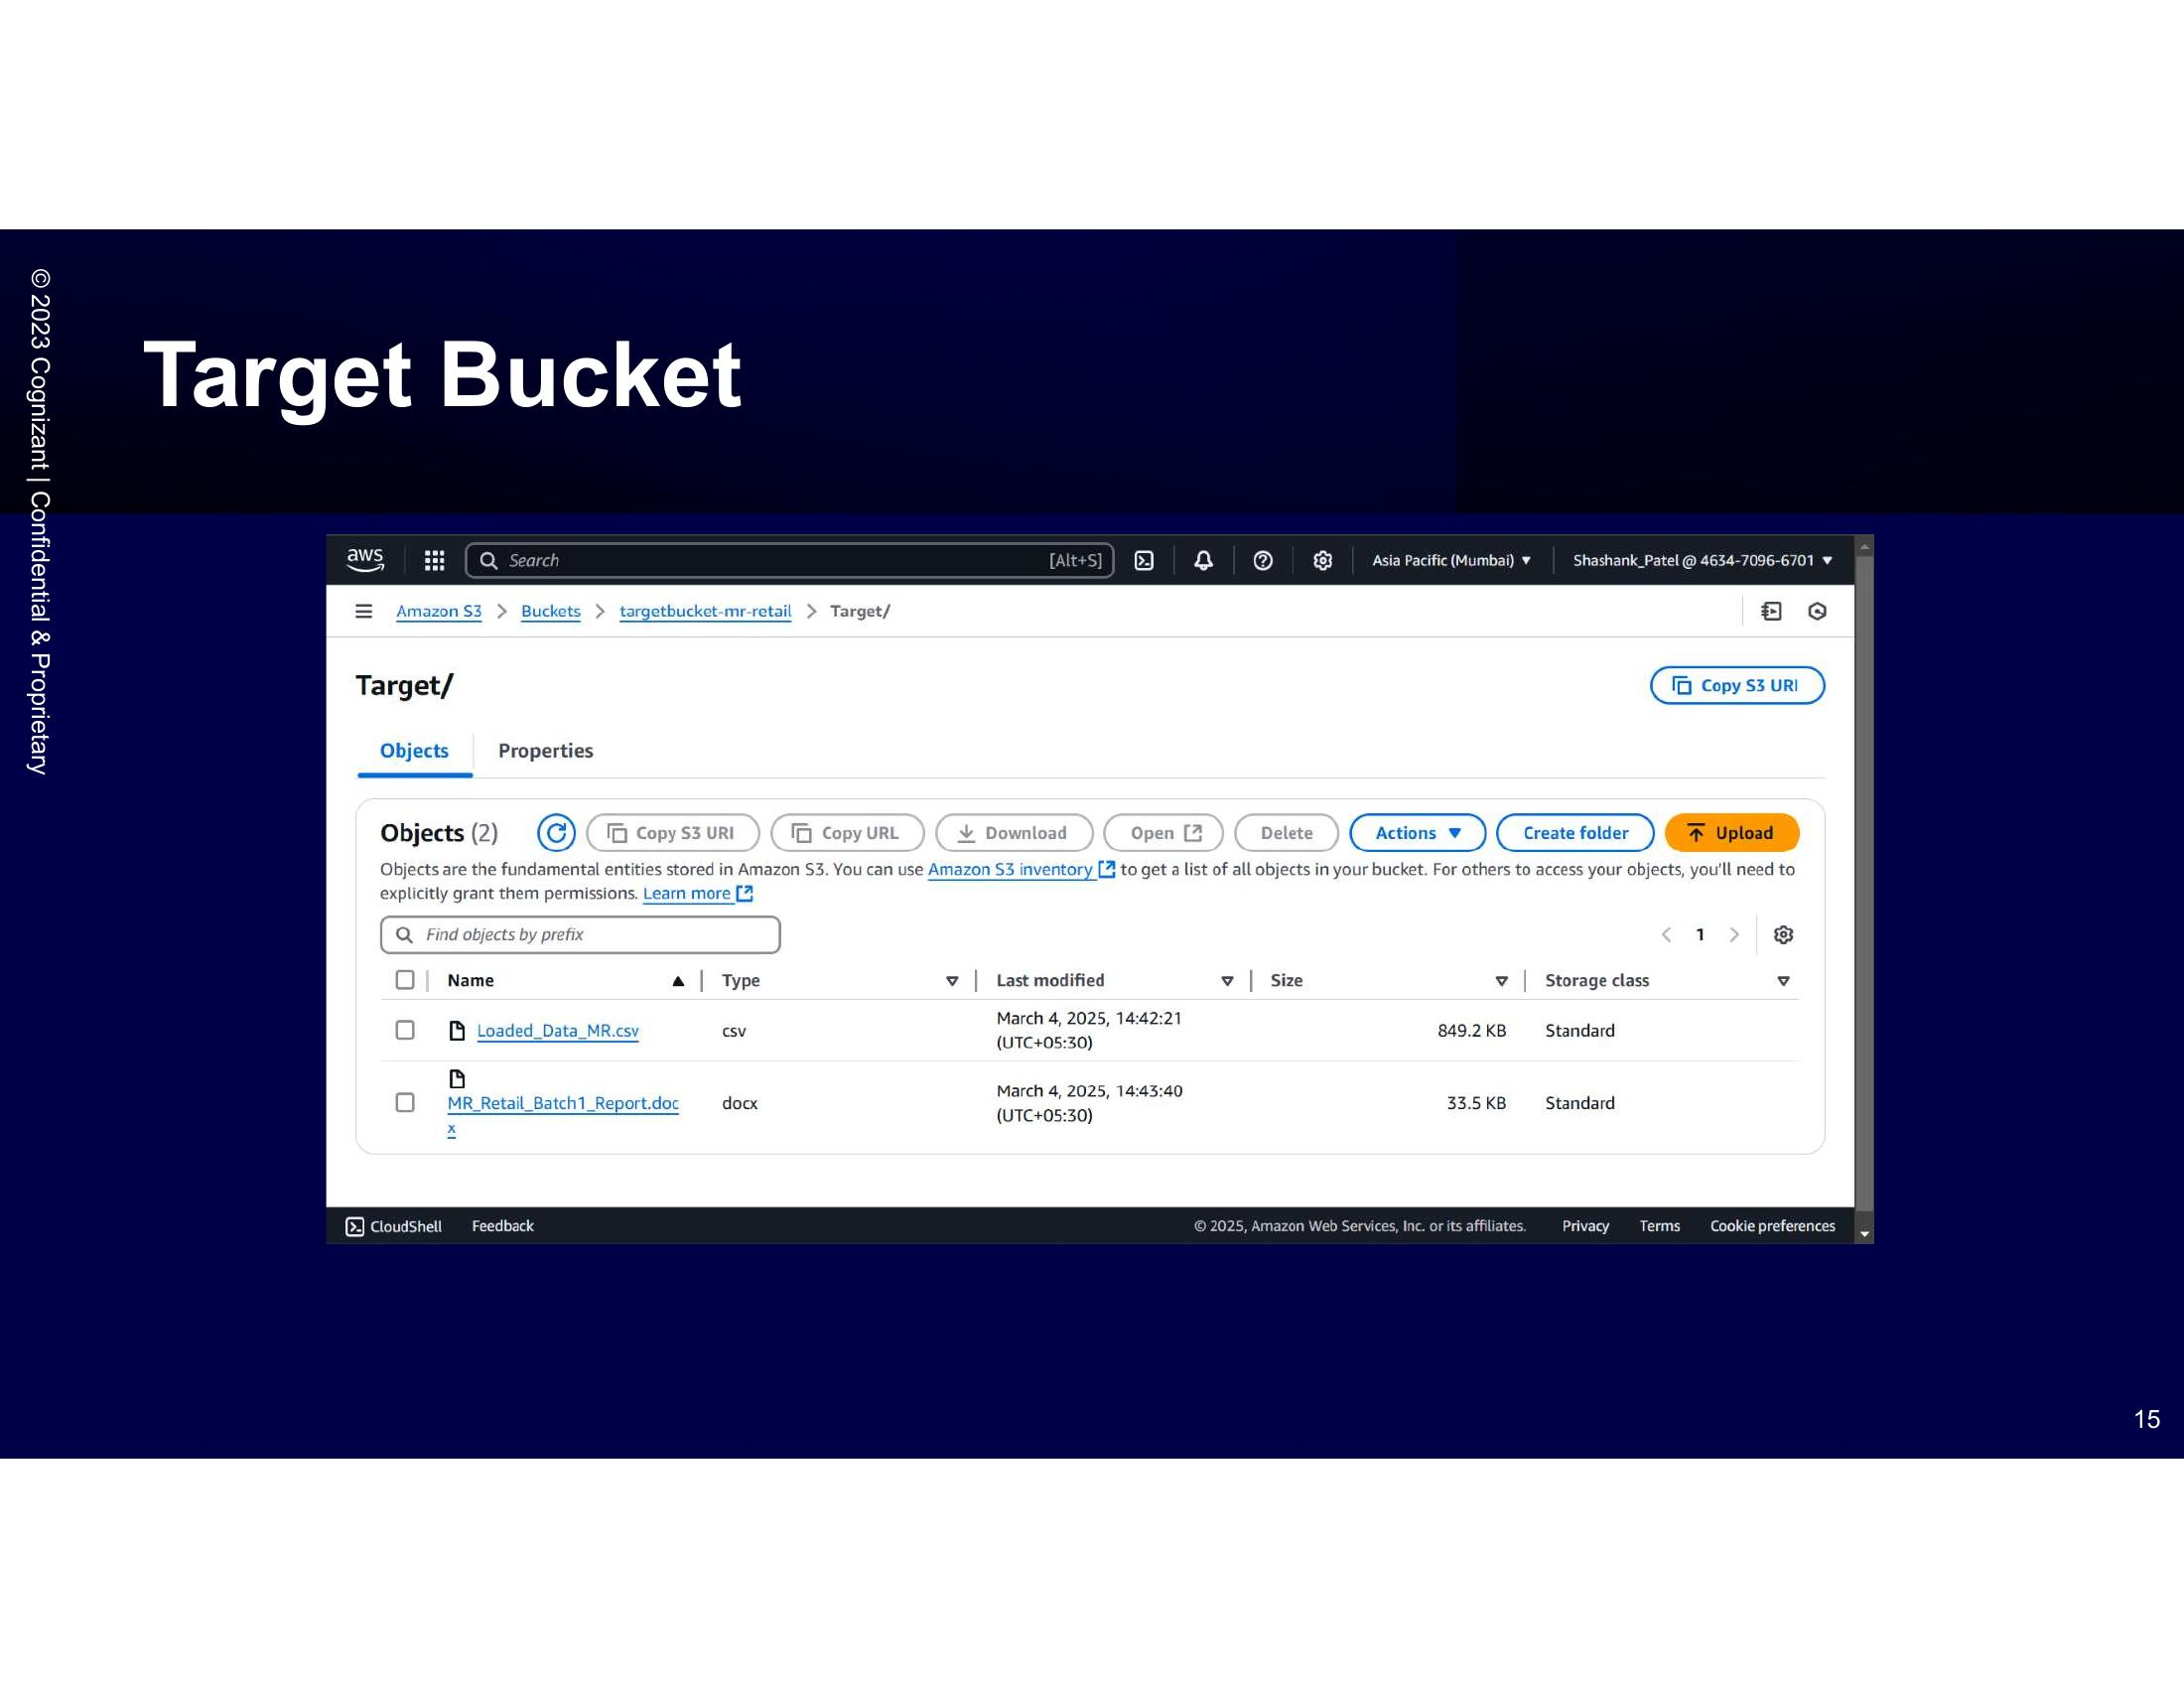 © 2023 Cognizant | Confidential & Proprietary
Target Bucket
aws
Search [Alt+S]
Asia Pacific (Mumbai) Shashank_Patel @ 4634-7096-6701
Amazon S3 > Buckets > targetbucket-mr-retail > Target/
Target/
Copy S3 URI
Objects Properties
Objects (2) Copy S3 URI Copy URL Download Open Delete Actions Create folder Upload
Objects are the fundamental entities stored in Amazon S3. You can use Amazon S3 inventory to get a list of all objects in your bucket. For others to access your objects, you'll need to
explicitly grant them permissions. Learn more
Find objects by prefix
1
Name Type Last modified Size Storage class
Loaded_Data_MR.csv csv March 4, 2025, 14:42:21 849.2 KB Standard
(UTC+05:30)
MR_Retail_Batch1_Report.doc docx March 4, 2025, 14:43:40 33.5 KB Standard
x (UTC+05:30)
CloudShell Feedback © 2025, Amazon Web Services, Inc. or its affiliates. Privacy Terms Cookie preferences
15